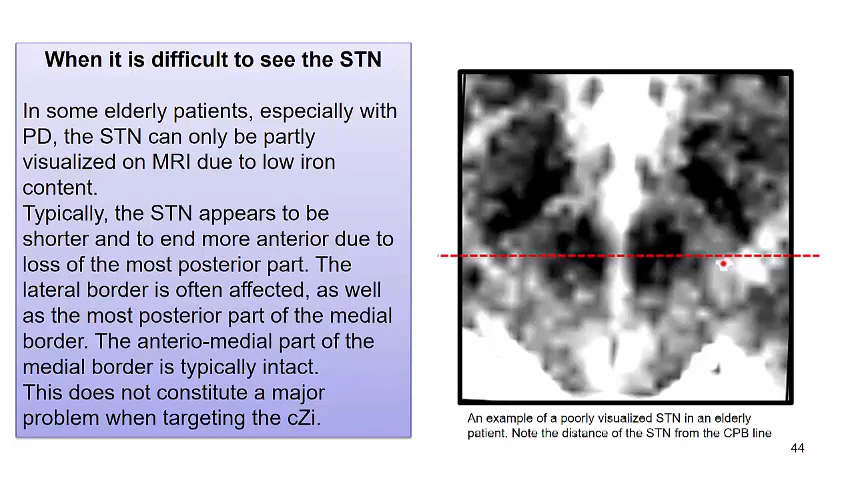 When it is difficult to see the STN
In some elderly patients, especially with
PD, the STN can only be partly
visualized on MRI due to low iron
content.
Typically, the STN appears to be
shorter and to end more anterior due to
loss of the most posterior part. The
lateral border is often affected, as well
as the most posterior part of the medial
border. The anterio-medial part of the
medial border is typically intact.
This does not constitute a major
problem when targeting the cZi.
An example of a poorly visualized STN in an elderly
patient. Note the distance of the STN from the CPB line
44